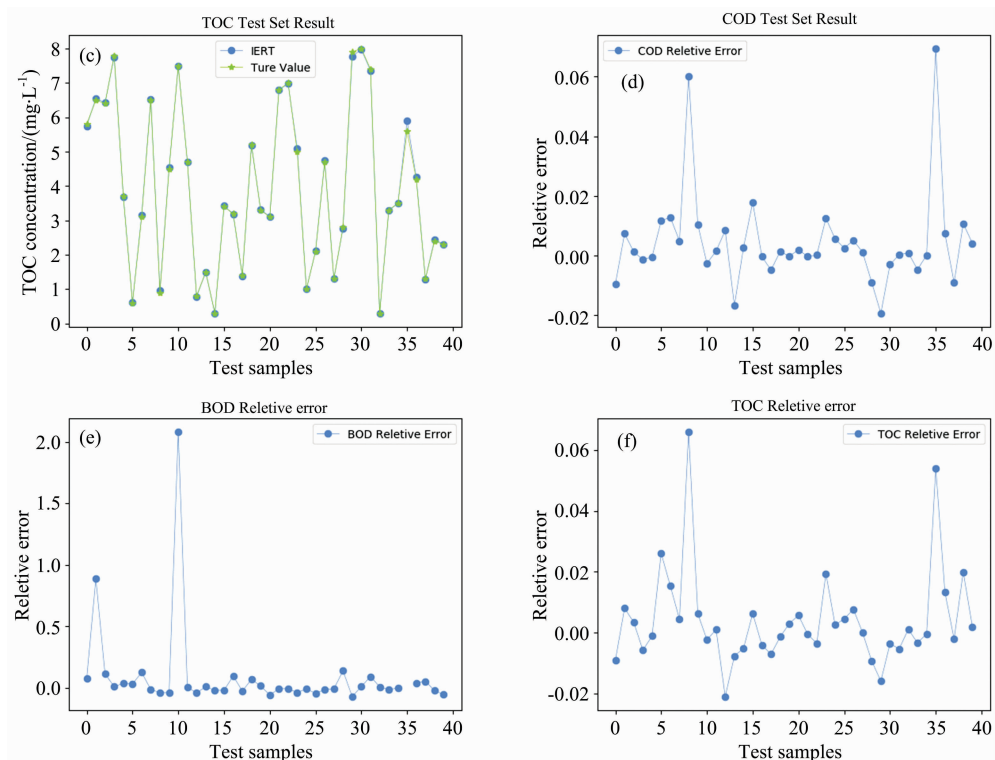 TOC Test Set Result
(c)
IERT
Ture Value
TOC concentration/(mg·L⁻¹)
8
7
6
5
4
3
2
1
0
0 5 10 15 20 25 30 35 40
Test samples
COD Test Set Result
COD Reletive Error
(d)
Reletive error
0.06
0.04
0.02
0.00
-0.02
0 5 10 15 20 25 30 35 40
Test samples
BOD Reletive error
(e)
BOD Reletive Error
Reletive error
2.0
1.5
1.0
0.5
0.0
0 5 10 15 20 25 30 35 40
Test samples
TOC Reletive error
(f)
TOC Reletive Error
Reletive error
0.06
0.04
0.02
0.00
-0.02
0 5 10 15 20 25 30 35 40
Test samples